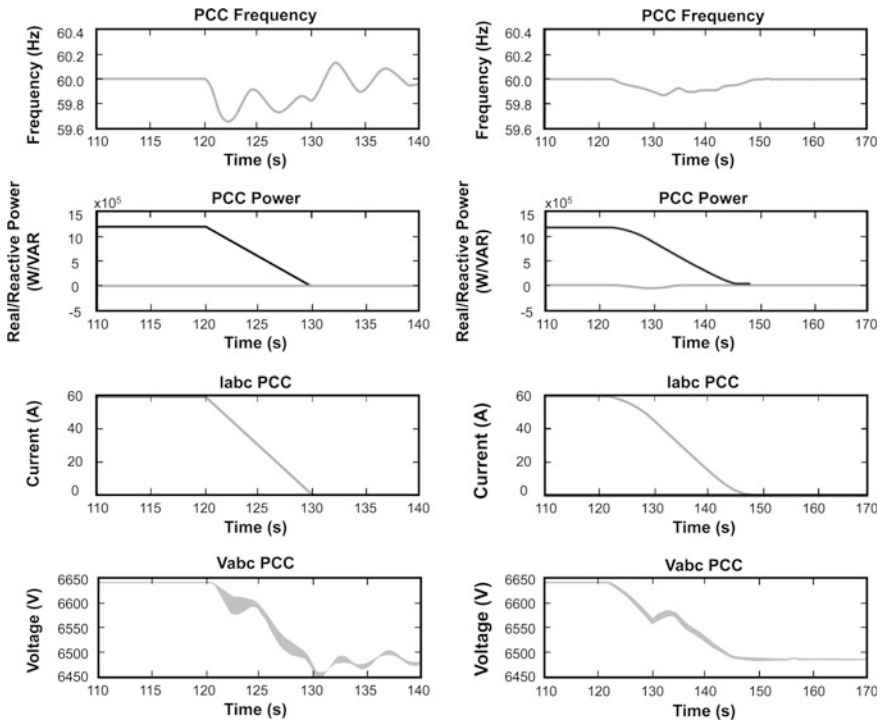 PCC Frequency
Frequency (Hz)
60.4
60.2
60.0
59.8
59.6
110 115 120 125 130 135 140
Time (s)
PCC Power
Real/Reactive Power
(W/VAR)
x10⁵
15
10
5
0
-5
110 115 120 125 130 135 140
Time (s)
Iabc PCC
Current (A)
60
40
20
0
110 115 120 125 130 135 140
Time (s)
Vabc PCC
Voltage (V)
6650
6600
6550
6500
6450
110 115 120 125 130 135 140
Time (s)
PCC Frequency
Frequency (Hz)
60.4
60.2
60.0
59.8
59.6
110 120 130 140 150 160 170
Time (s)
PCC Power
Real/Reactive Power
(W/VAR)
x10⁵
15
10
5
0
-5
110 120 130 140 150 160 170
Time (s)
Iabc PCC
Current (A)
60
40
20
0
110 120 130 140 150 160 170
Time (s)
Vabc PCC
Voltage (V)
6650
6600
6550
6500
6450
110 120 130 140 150 160 170
Time (s)